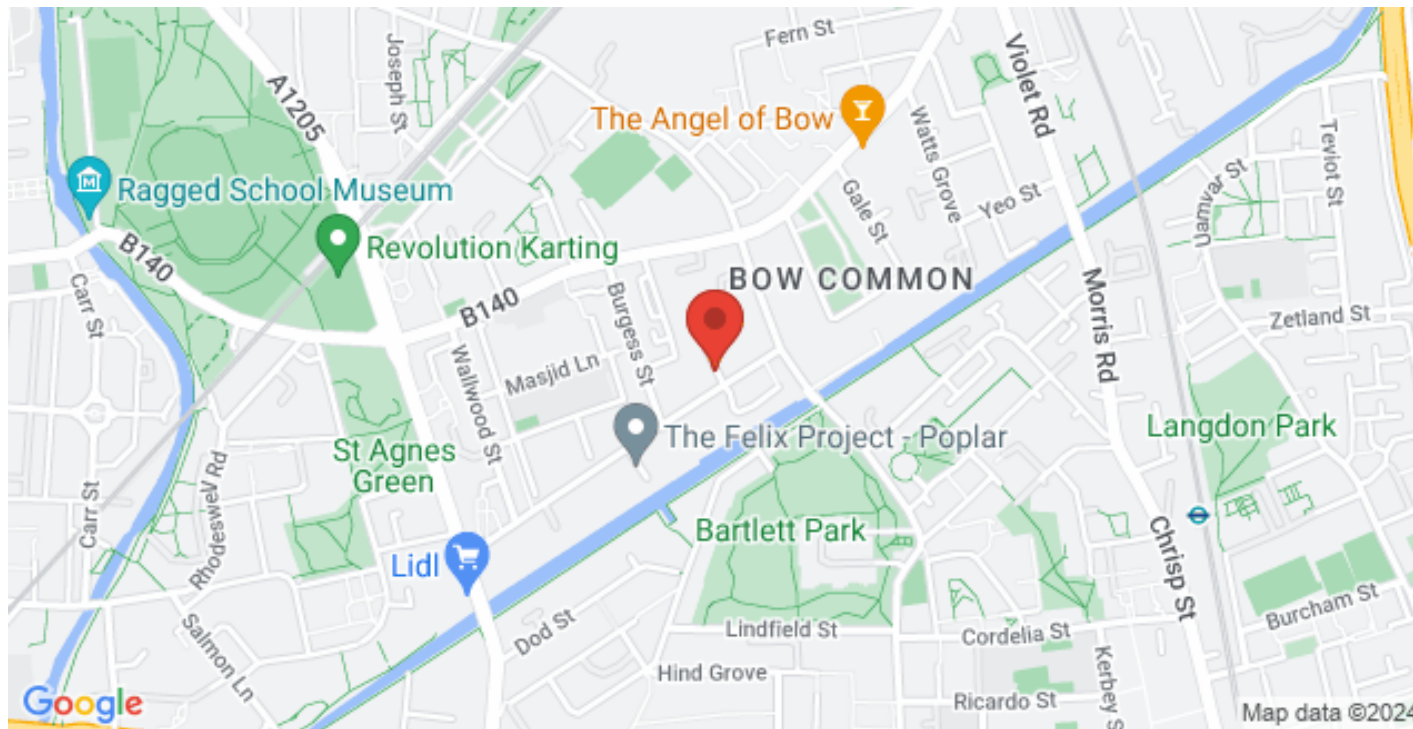 Fern St
Joseph St
Violet Rd
A1205
The Angel of Bow
Watts Grove
Teviot St
Ragged School Museum
Yeo St
Uamvar St
Gale St
B140
Revolution Karting
BOW COMMON
Carr St
Burgess St
B140
Morris Rd
Zetland St
Masjid Ln
Wallwood St
Langdon Park
The Felix Project - Poplar
St Agnes
Green
Carr St
Rhodeswell Rd
Bartlett Park
Chrisp St
Lidl
Burcham St
Dod St
Lindfield St
Cordelia St
Salmon Ln
Hind Grove
Kerbey S
Ricardo St
Google
Map data ©2024